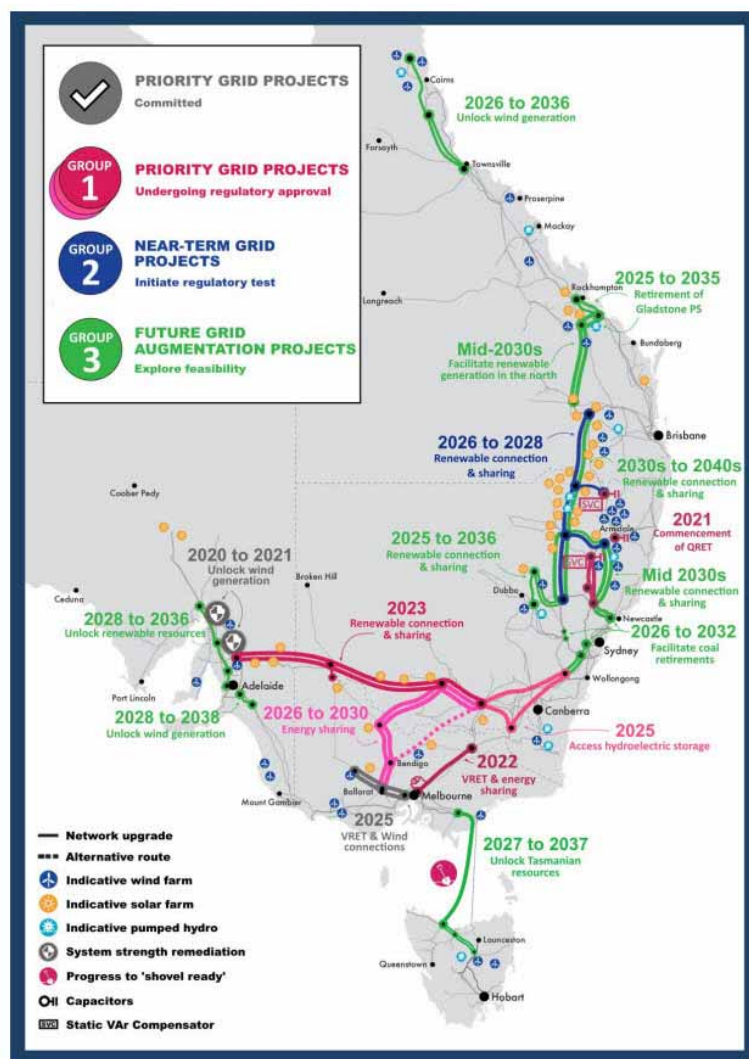 PRIORITY GRID PROJECTS
Committed
GROUP
1
PRIORITY GRID PROJECTS
Undergoing regulatory approval
GROUP
2
NEAR-TERM GRID
PROJECTS
Initiate regulatory test
GROUP
3
FUTURE GRID
AUGMENTATION PROJECTS
Explore feasibility
Cairns
2026 to 2036
Unlock wind generation
Forsayth
Townsville
Proserpine
Mackay
Longreach
Rockhampton
2025 to 2035
Retirement of
Gladstone PS
Bundaberg
Mid-2030s
Facilitate renewable
generation in the north
2026 to 2028
Renewable connection
& sharing
Brisbane
2030s to 2040s
Renewable connection
& sharing
Coober Pedy
SVC
2021
Commencement
of QRET
Armidale
2025 to 2036
Renewable connection
& sharing
SVC
2020 to 2021
Unlock wind
generation
Broken Hill
Dubbo
Mid 2030s
Renewable connection
& sharing
Ceduna
2028 to 2036
Unlock renewable resources
2023
Renewable connection
& sharing
Newcastle
2026 to 2032
Facilitate coal
retirements
Sydney
Wollongong
Adelaide
Port Lincoln
2028 to 2038
Unlock wind generation
2026 to 2030
Energy sharing
Canberra
2025
Access hydroelectric storage
Bendigo
2022
VRET & energy
sharing
Ballarat
Melbourne
Mount Gambier
2025
VRET & Wind
connections
2027 to 2037
Unlock Tasmanian
resources
Launceston
Queenstown
Hobart
Network upgrade
Alternative route
Indicative wind farm
Indicative solar farm
Indicative pumped hydro
System strength remediation
Progress to 'shovel ready'
Capacitors
SVC Static VAr Compensator